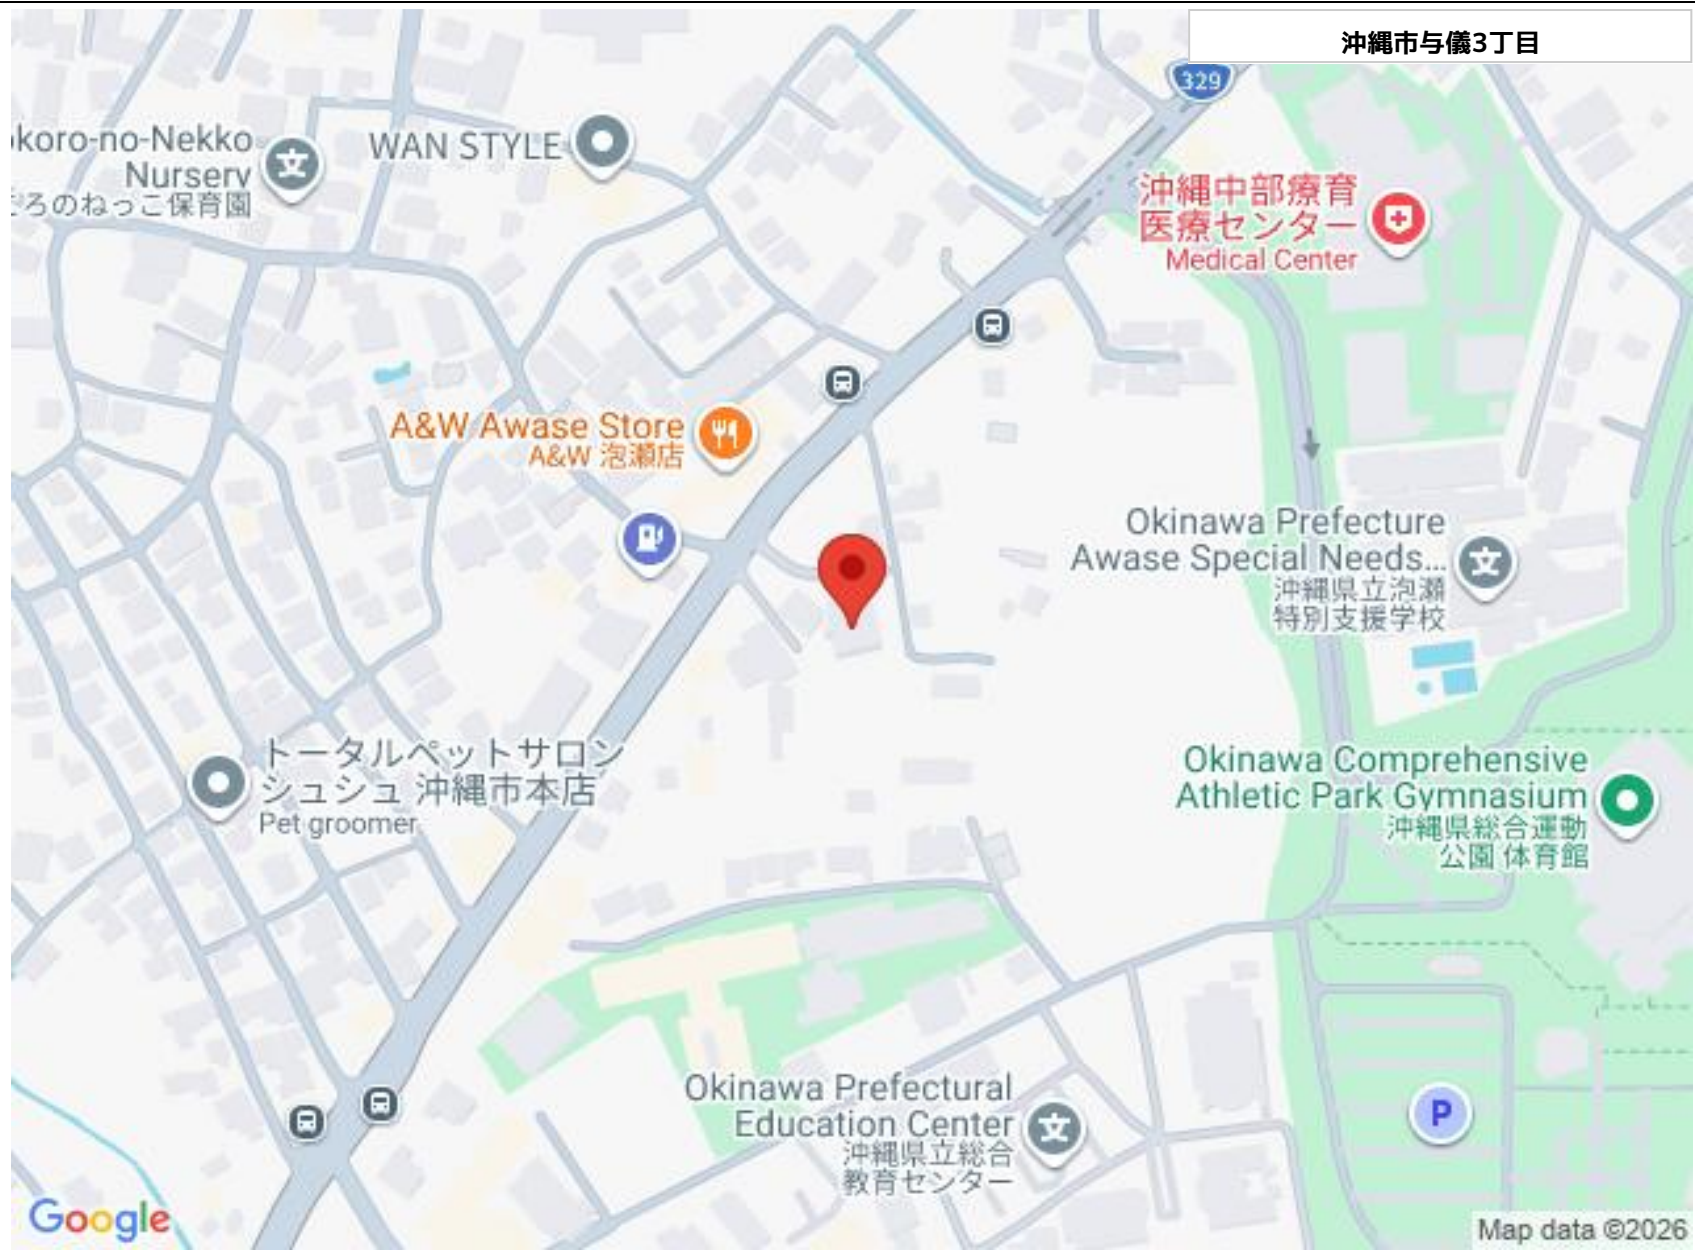 沖縄市与儀3丁目
329
koro-no-Nekko
Nursery
ころのねっこ保育園
WAN STYLE
沖縄中部療育
医療センター
Medical Center
A&W Awase Store
A&W 泡瀬店
Okinawa Prefecture
Awase Special Needs...
沖縄県立泡瀬
特別支援学校
トータルペットサロン
シュシュ 沖縄市本店
Pet groomer
Okinawa Comprehensive
Athletic Park Gymnasium
沖縄県総合運動
公園 体育館
Okinawa Prefectural
Education Center
沖縄県立総合
教育センター
P
Google
Map data ©2026